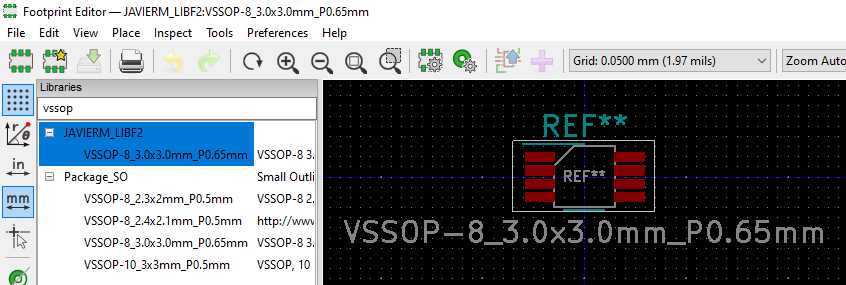 Footprint Editor — JAVIERM_LIBF2:VSSOP-8_3.0x3.0mm_P0.65mm
File Edit View Place Inspect Tools Preferences Help
Grid: 0.0500 mm (1.97 mils) Zoom Auto
Libraries
vssop
JAVIERM_LIBF2
VSSOP-8_3.0x3.0mm_P0.65mm VSSOP-8 3.
Package_SO Small Outli
VSSOP-8_2.3x2mm_P0.5mm VSSOP-8 2.
VSSOP-8_2.4x2.1mm_P0.5mm http://www
VSSOP-8_3.0x3.0mm_P0.65mm VSSOP-8 3.
VSSOP-10_3x3mm_P0.5mm VSSOP, 10
in
mm
REF**
REF**
VSSOP-8_3.0x3.0mm_P0.65mm